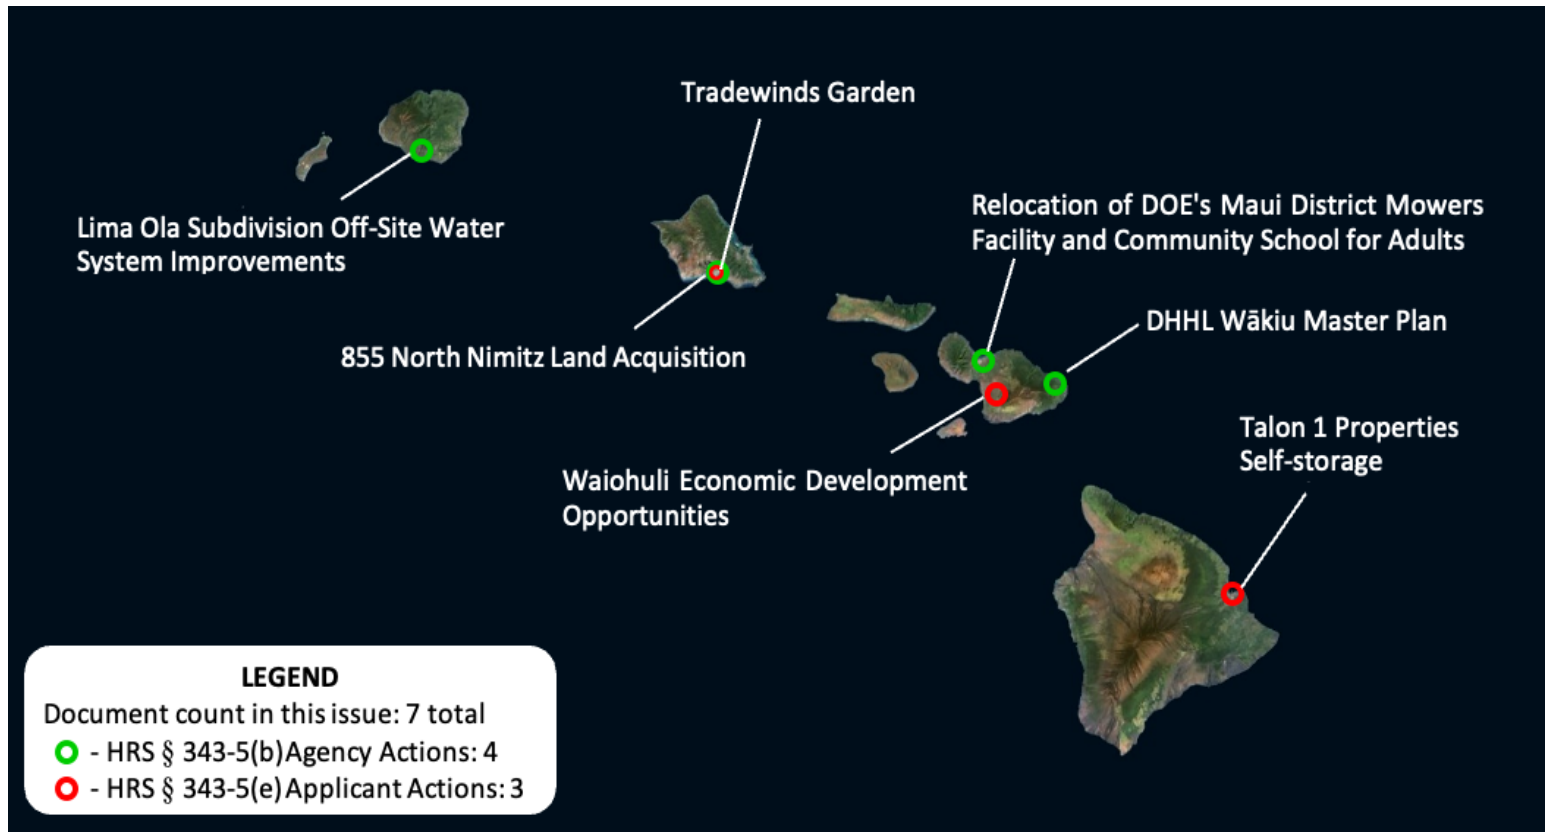 Tradewinds Garden
Lima Ola Subdivision Off-Site Water
System Improvements
855 North Nimitz Land Acquisition
Relocation of DOE's Maui District Mowers
Facility and Community School for Adults
DHHL Wākiu Master Plan
Waiohuli Economic Development
Opportunities
Talon 1 Properties
Self-storage
LEGEND
Document count in this issue: 7 total
- HRS § 343-5(b) Agency Actions: 4
- HRS § 343-5(e) Applicant Actions: 3